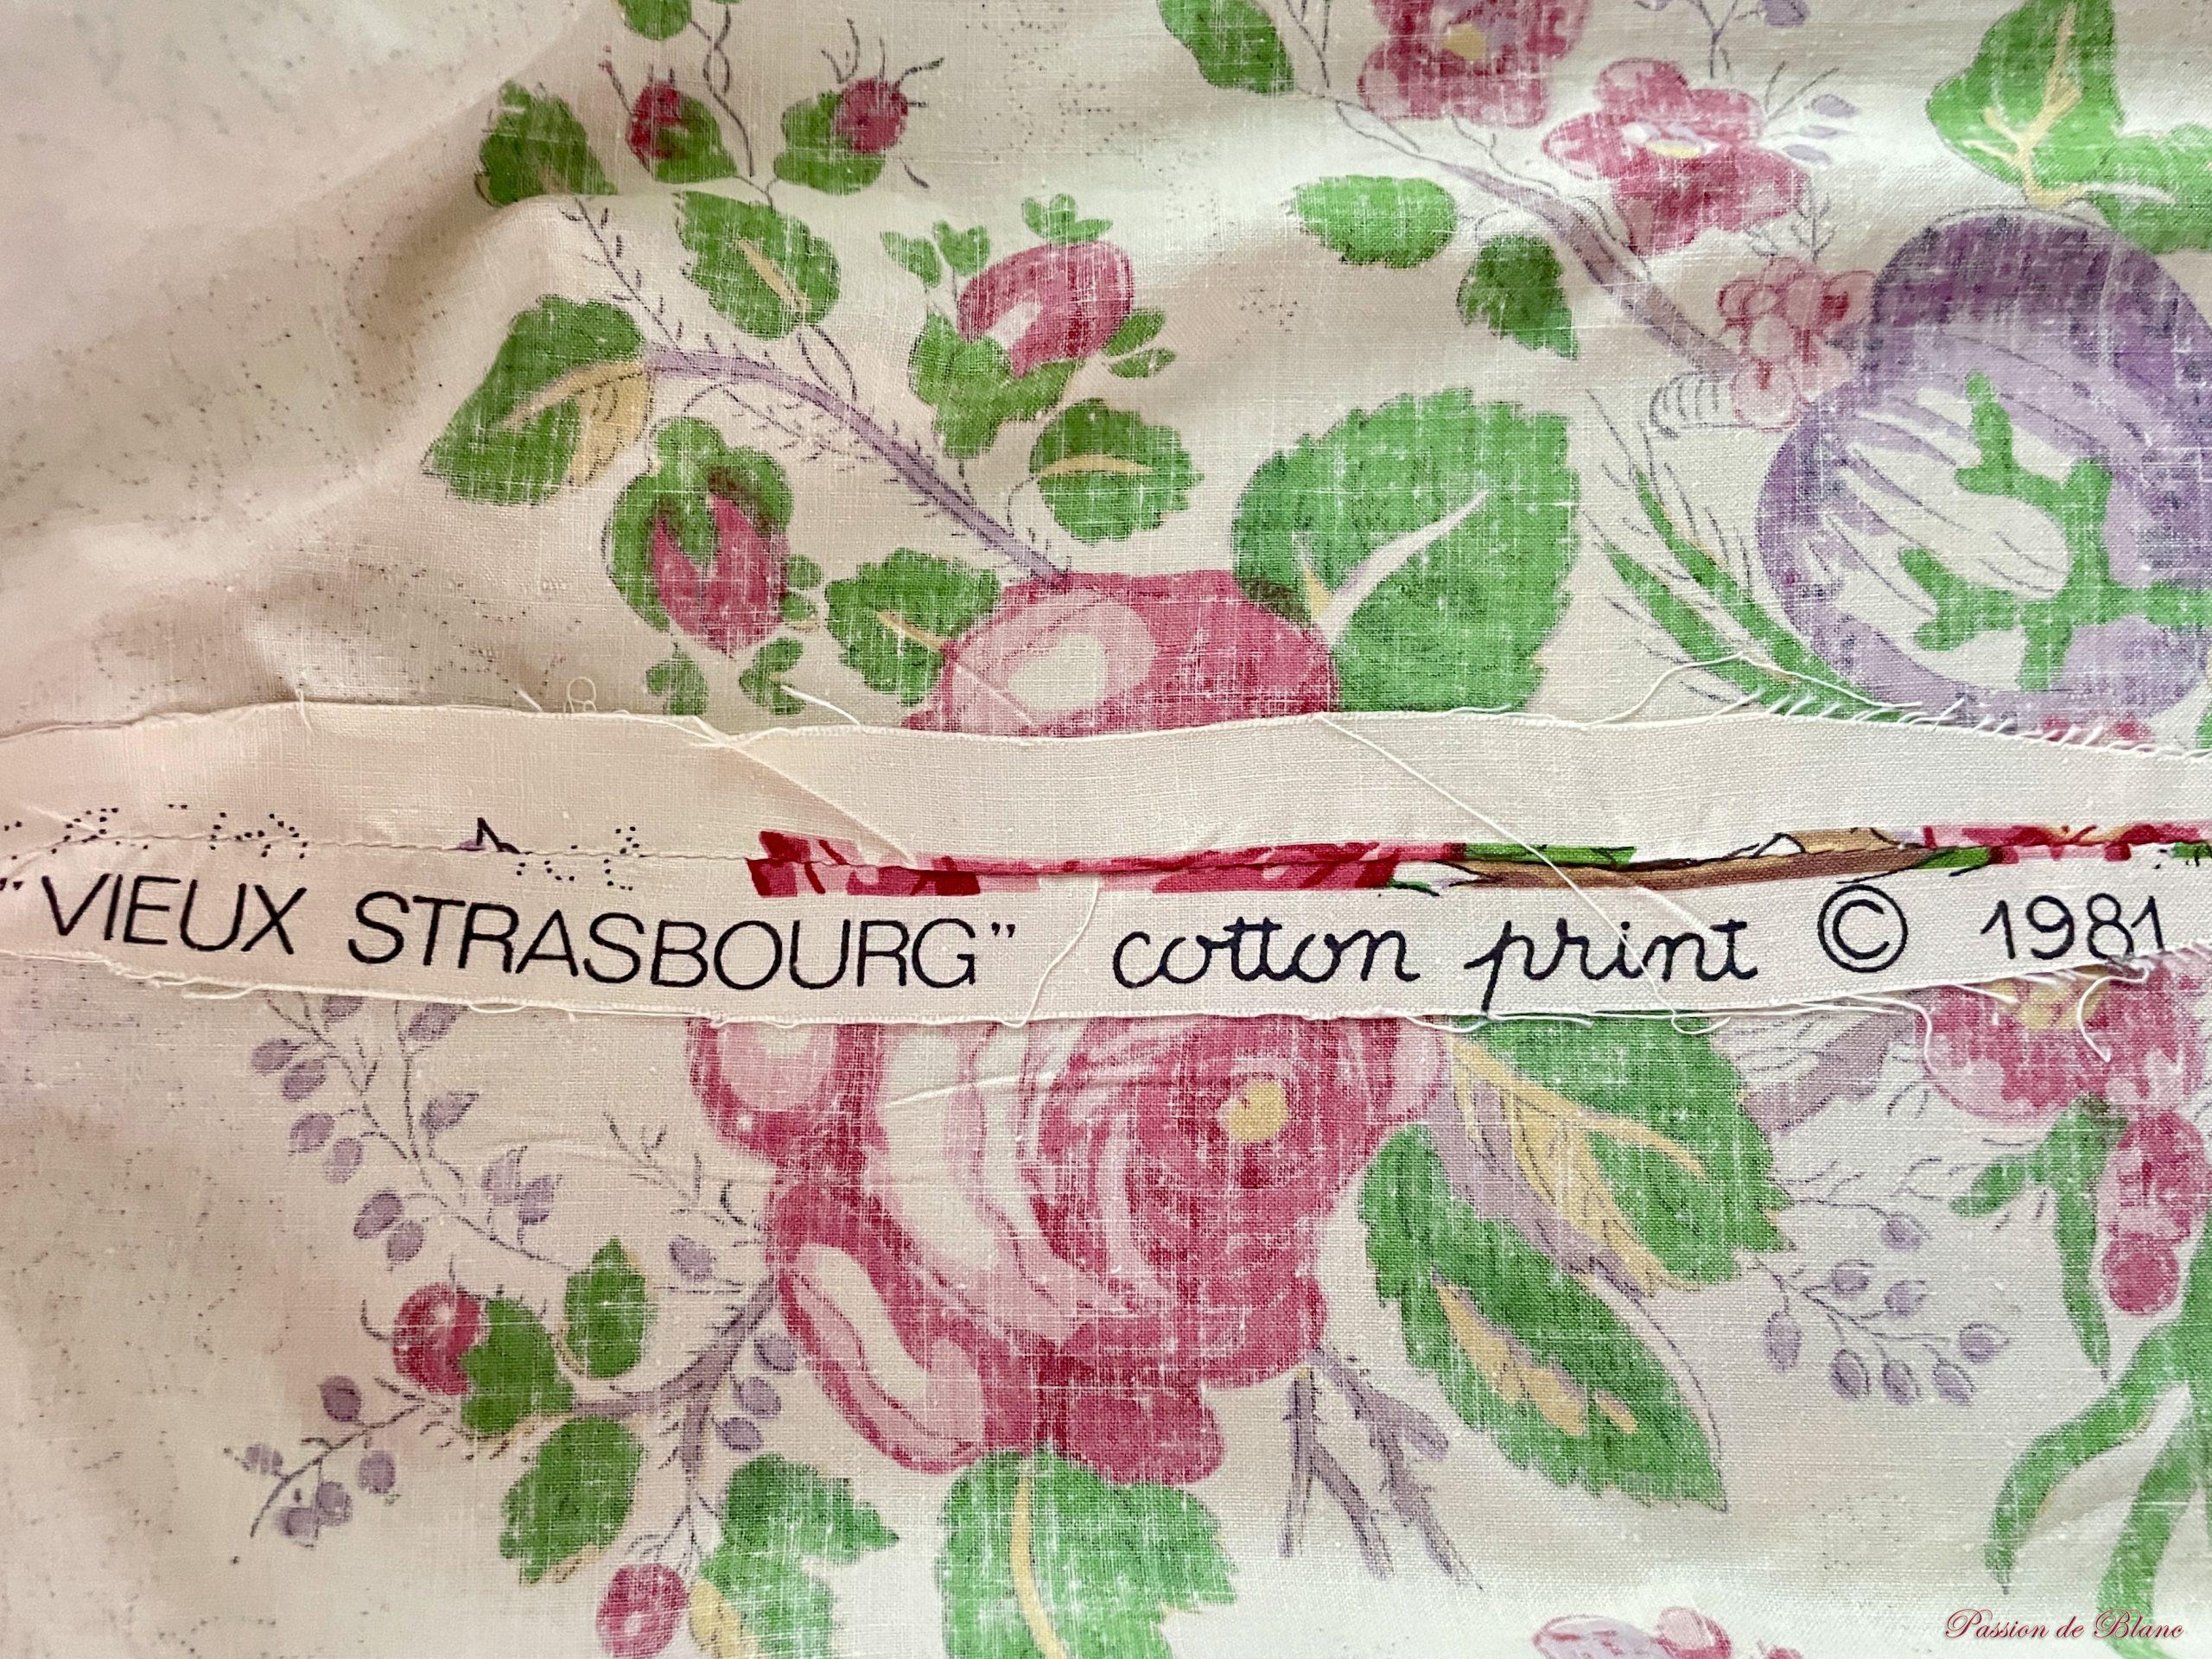 "VIEUX STRASBOURG" cotton print © 1981
Passion de Blanc